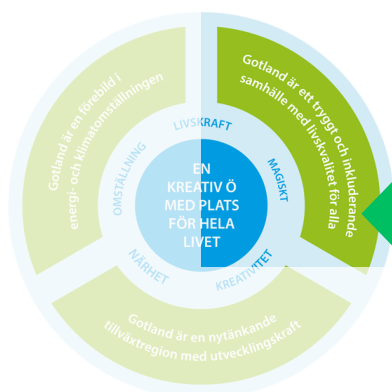 Gotland är en förebild i
energi- och klimatomställningen
Gotland är ett tryggt och inkluderande
samhälle med livskvalitet för alla
LIVSKRAFT
OMSTÄLLNING
MAGISKT
EN
KREATIV Ö
MED PLATS
FÖR HELA
LIVET
NÄRHET
KREATIVITET
Gotland är en nytänkande
tillväxtregion med utvecklingskraft